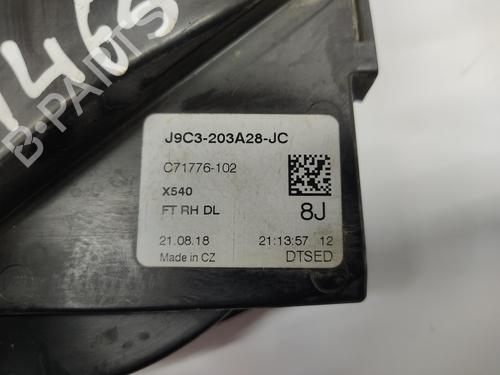 1465
B-PARTS
J9C3-203A28-JC
C71776-102
X540
FT RH DL
8J
21.08.18
21:13:57 12
Made in CZ
DTSED